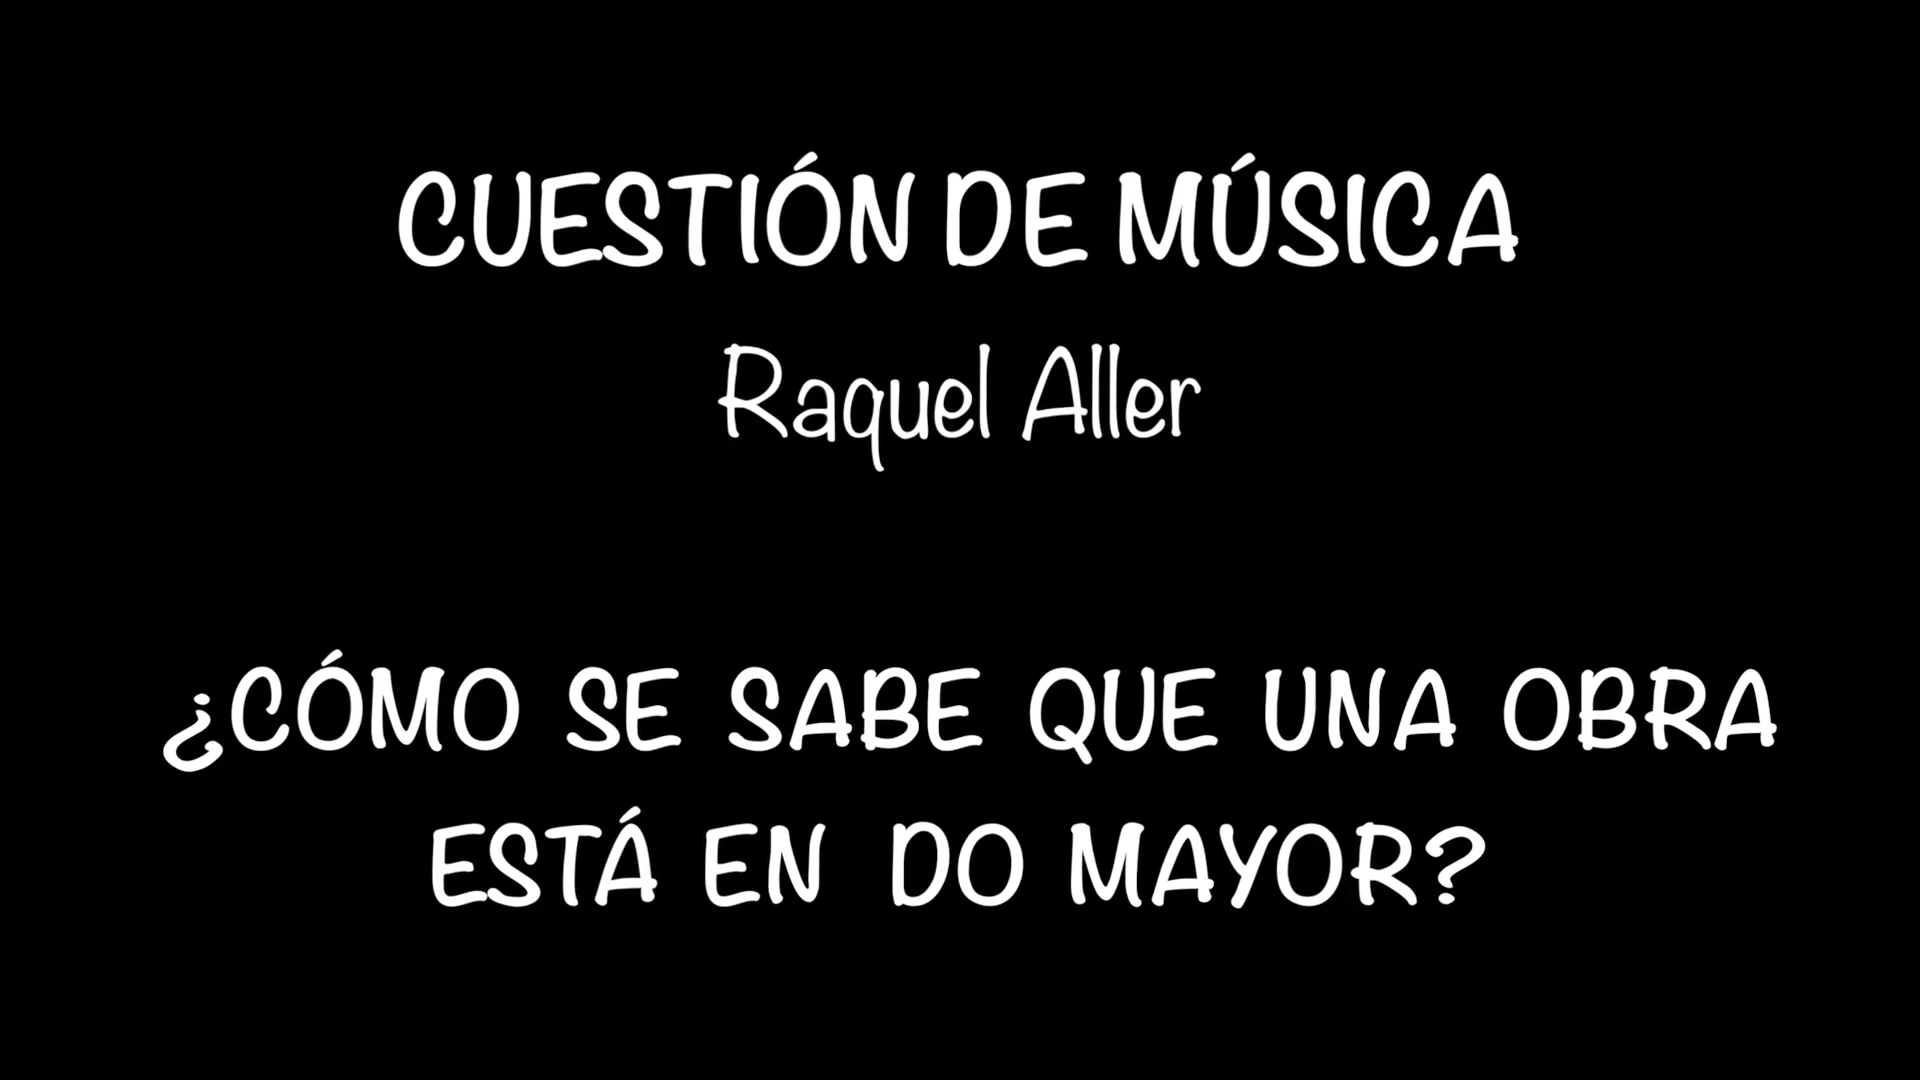 CUESTIÓN DE MÚSICA
Raquel Aller
¿CÓMO SE SABE QUE UNA OBRA
ESTÁ EN DO MAYOR?